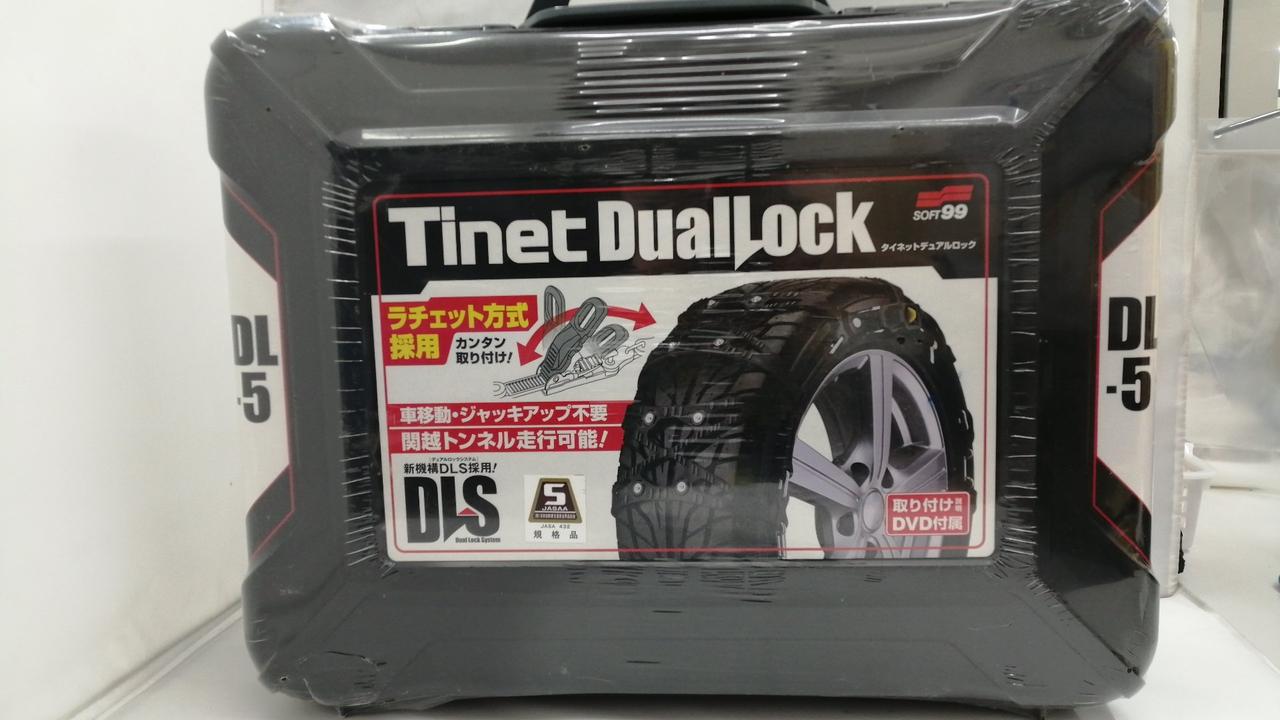 Tinet DualLock
SOFT99
タイネットデュアルロック
ラチェット方式
採用
カンタン
取り付け!
車移動・ジャッキアップ不要
関越トンネル走行可能!
デュアルロックシステム
新機構DLS採用!
DLS
Dual Lock System
S
JASAA
JASA 438
規格品
取り付け説明
DVD付属
DL
-5
DL
-5